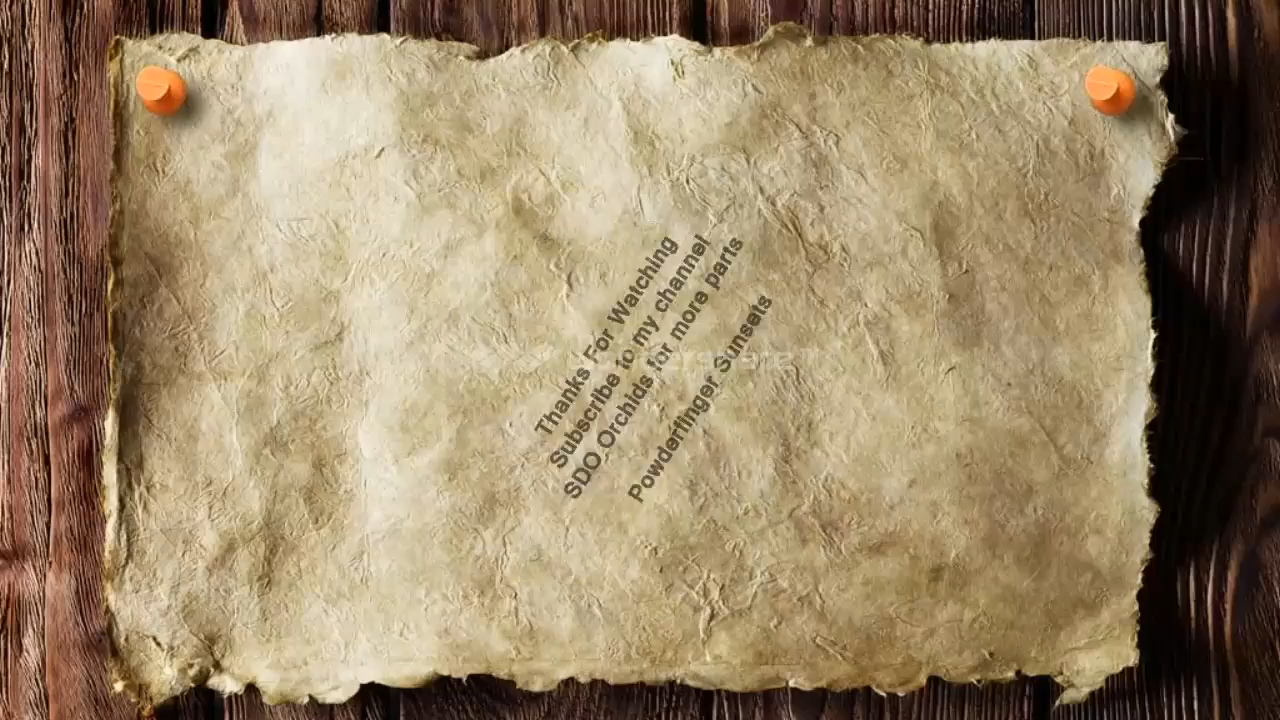 Thanks For Watching
Subscribe to my channel
SDO Orchids for more parts
Powderfinger Sunsets